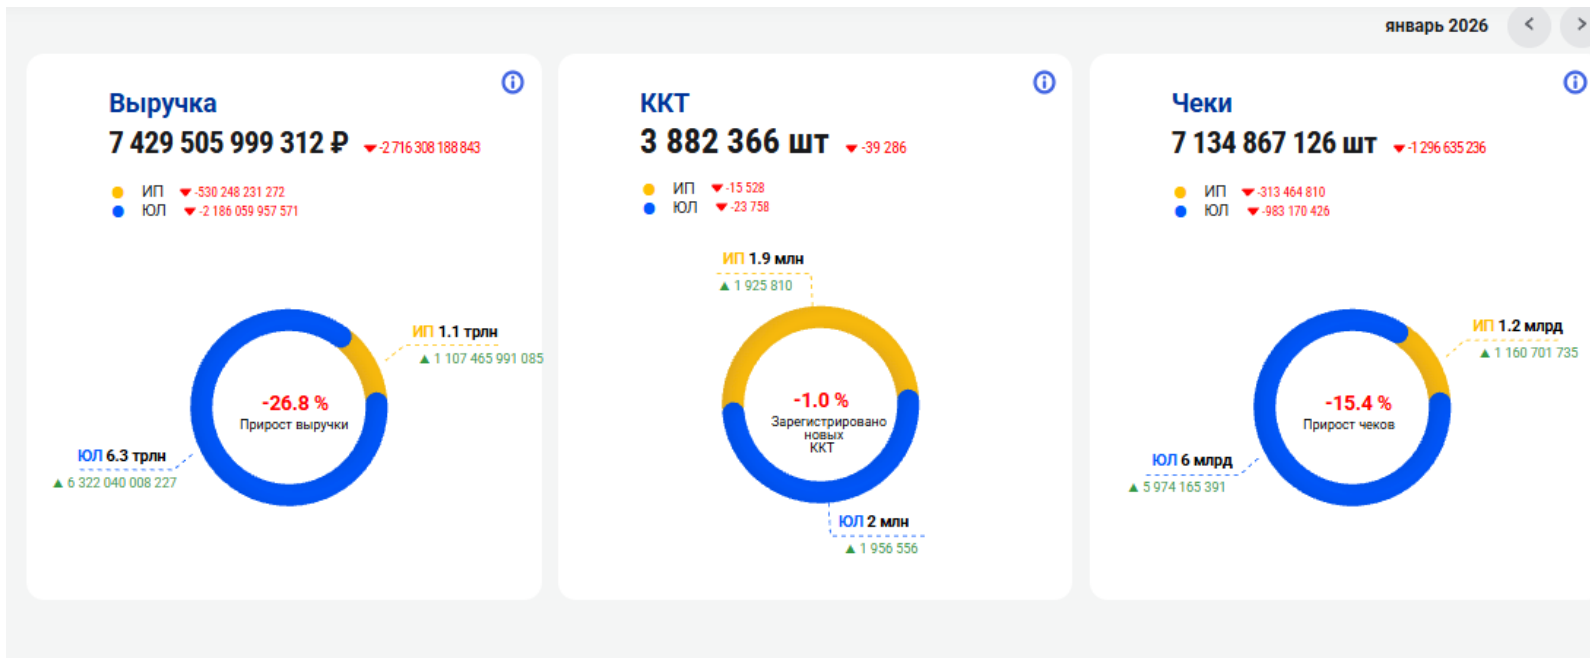 январь 2026
Выручка
7 429 505 999 312 ₽ -2 716 308 188 843
ИП -530 248 231 272
ЮЛ -2 186 059 957 571
ИП 1.1 трлн
1 107 465 991 085
-26.8 %
Прирост выручки
ЮЛ 6.3 трлн
6 322 040 008 227
ККТ
3 882 366 шт -39 286
ИП -15 528
ЮЛ -23 758
ИП 1.9 млн
1 925 810
-1.0 %
Зарегистрировано
новых
ККТ
ЮЛ 2 млн
1 956 556
Чеки
7 134 867 126 шт -1 296 635 236
ИП -313 464 810
ЮЛ -983 170 426
ИП 1.2 млрд
1 160 701 735
-15.4 %
Прирост чеков
ЮЛ 6 млрд
5 974 165 391